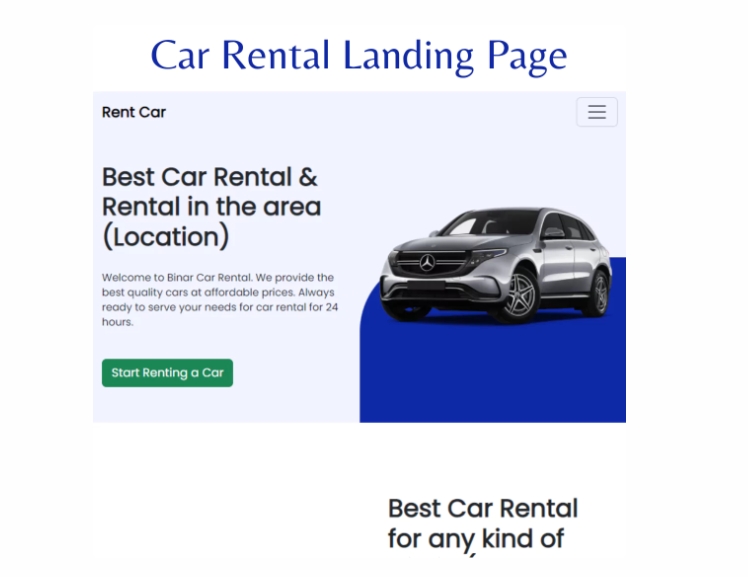 Car Rental Landing Page
Rent Car
Best Car Rental &
Rental in the area
(Location)
Welcome to Binar Car Rental. We provide the
best quality cars at affordable prices. Always
ready to serve your needs for car rental for 24
hours.
Start Renting a Car
Best Car Rental
for any kind of